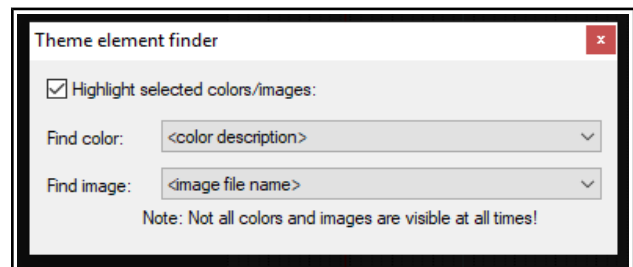 Theme element finder
x
Highlight selected colors/images:
Find color: <color description>
Find image: <image file name>
Note: Not all colors and images are visible at all times!